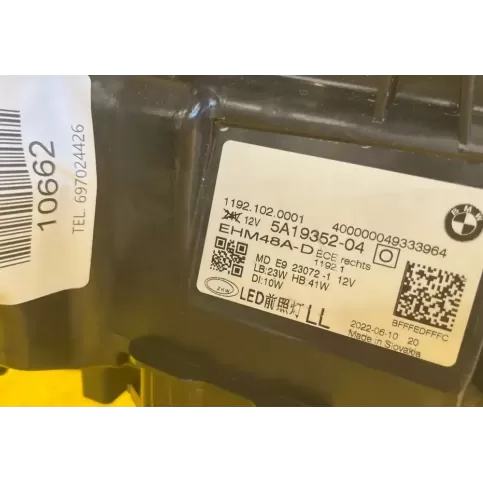 10662
TEL 697024426
BMW
1192.102.0001
400000049333964
12V 5A19352-04
EHM48A-D ECE rechts
1192.1
MD E9 23072-1 12V
LB:23W HB 41W
DI:10W
LED前照灯 LL
BFFFEDFFFC
2022-06-10 20
Made in Slovakia